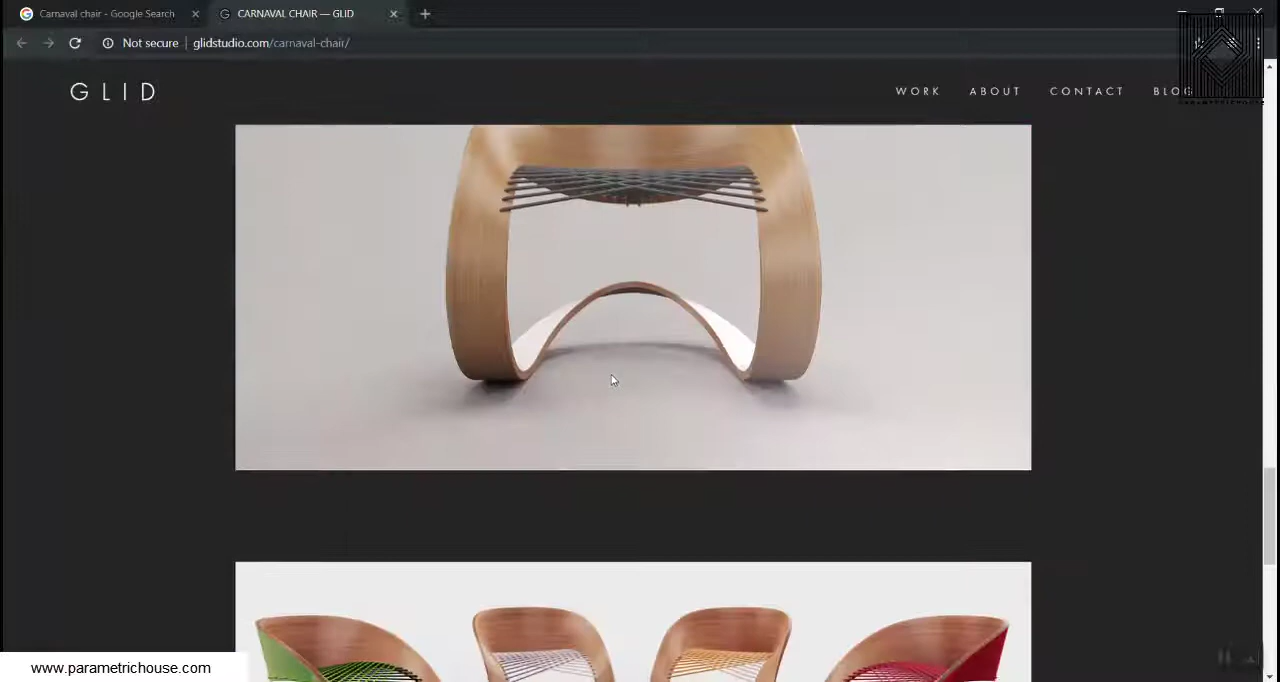 Carnaval chair - Google Search
CARNAVAL CHAIR — GLID
Not secure
glidstudio.com/carnaval-chair/
GLID
WORK
ABOUT
CONTACT
BLOG
PARAMETRICHOUSE
www.parametrichouse.com